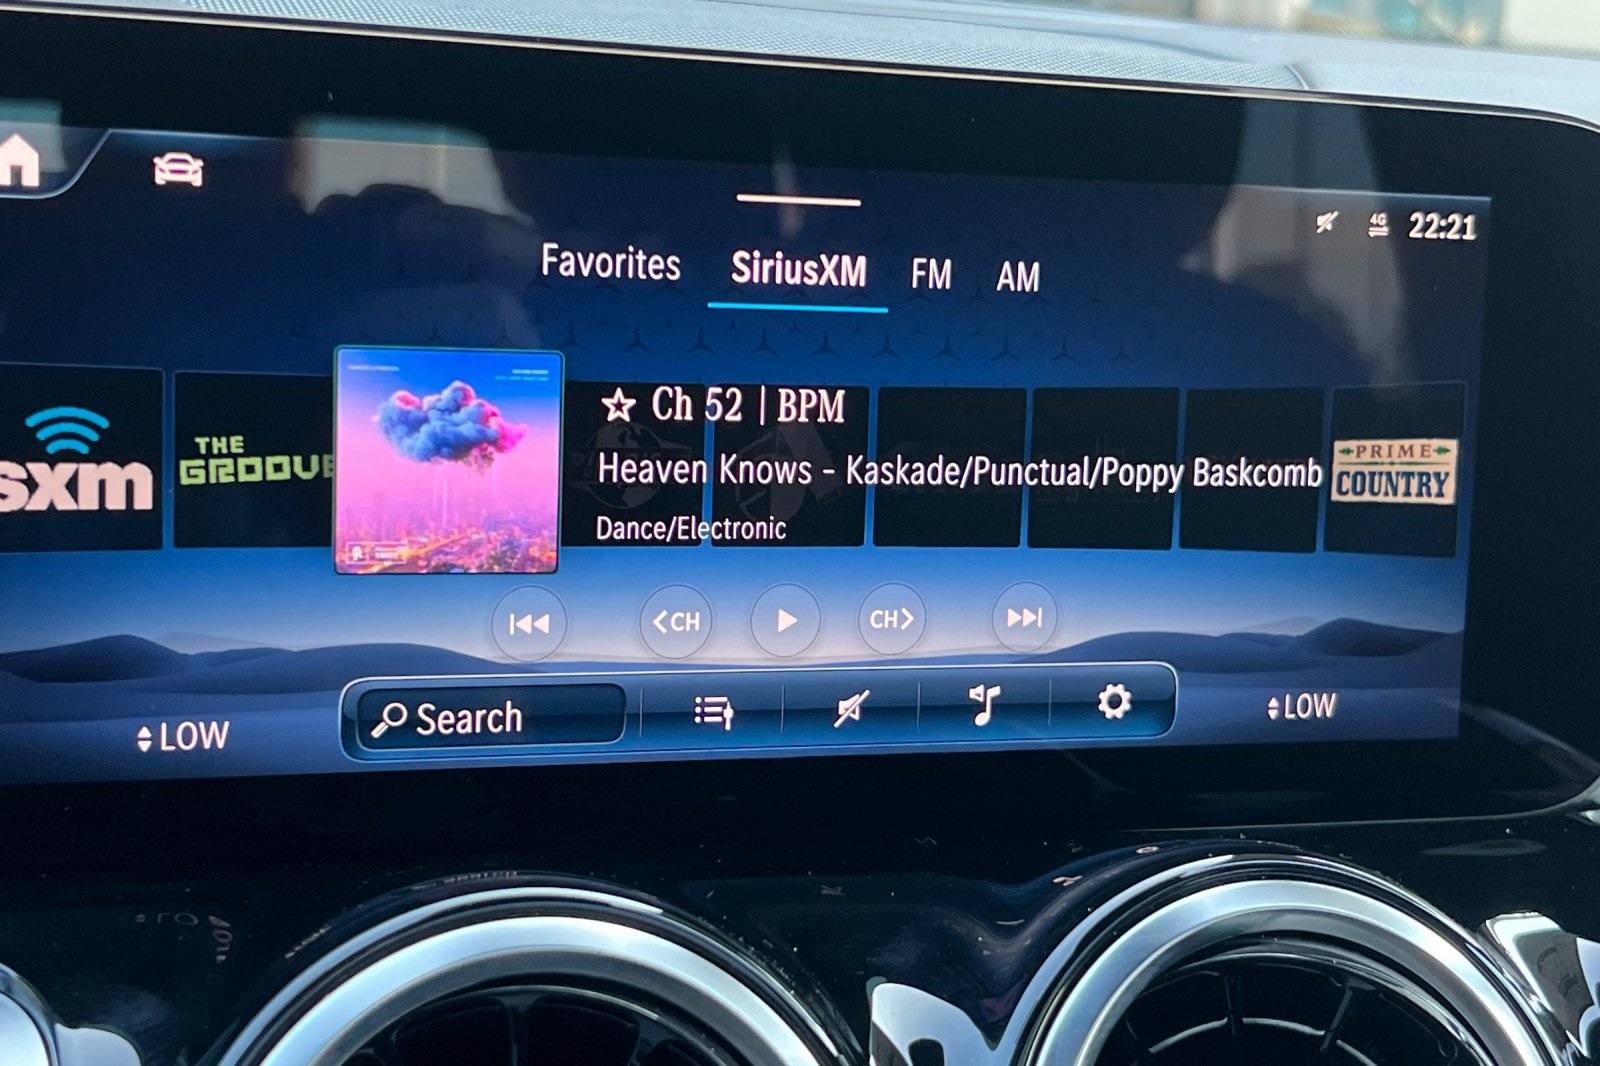 4G 22:21
Favorites SiriusXM FM AM
sxm
THE
GROOVE
Ch 52 | BPM
Heaven Knows - Kaskade/Punctual/Poppy Baskcomb
Dance/Electronic
PRIME
COUNTRY
<CH
CH>
LOW
Search
LOW